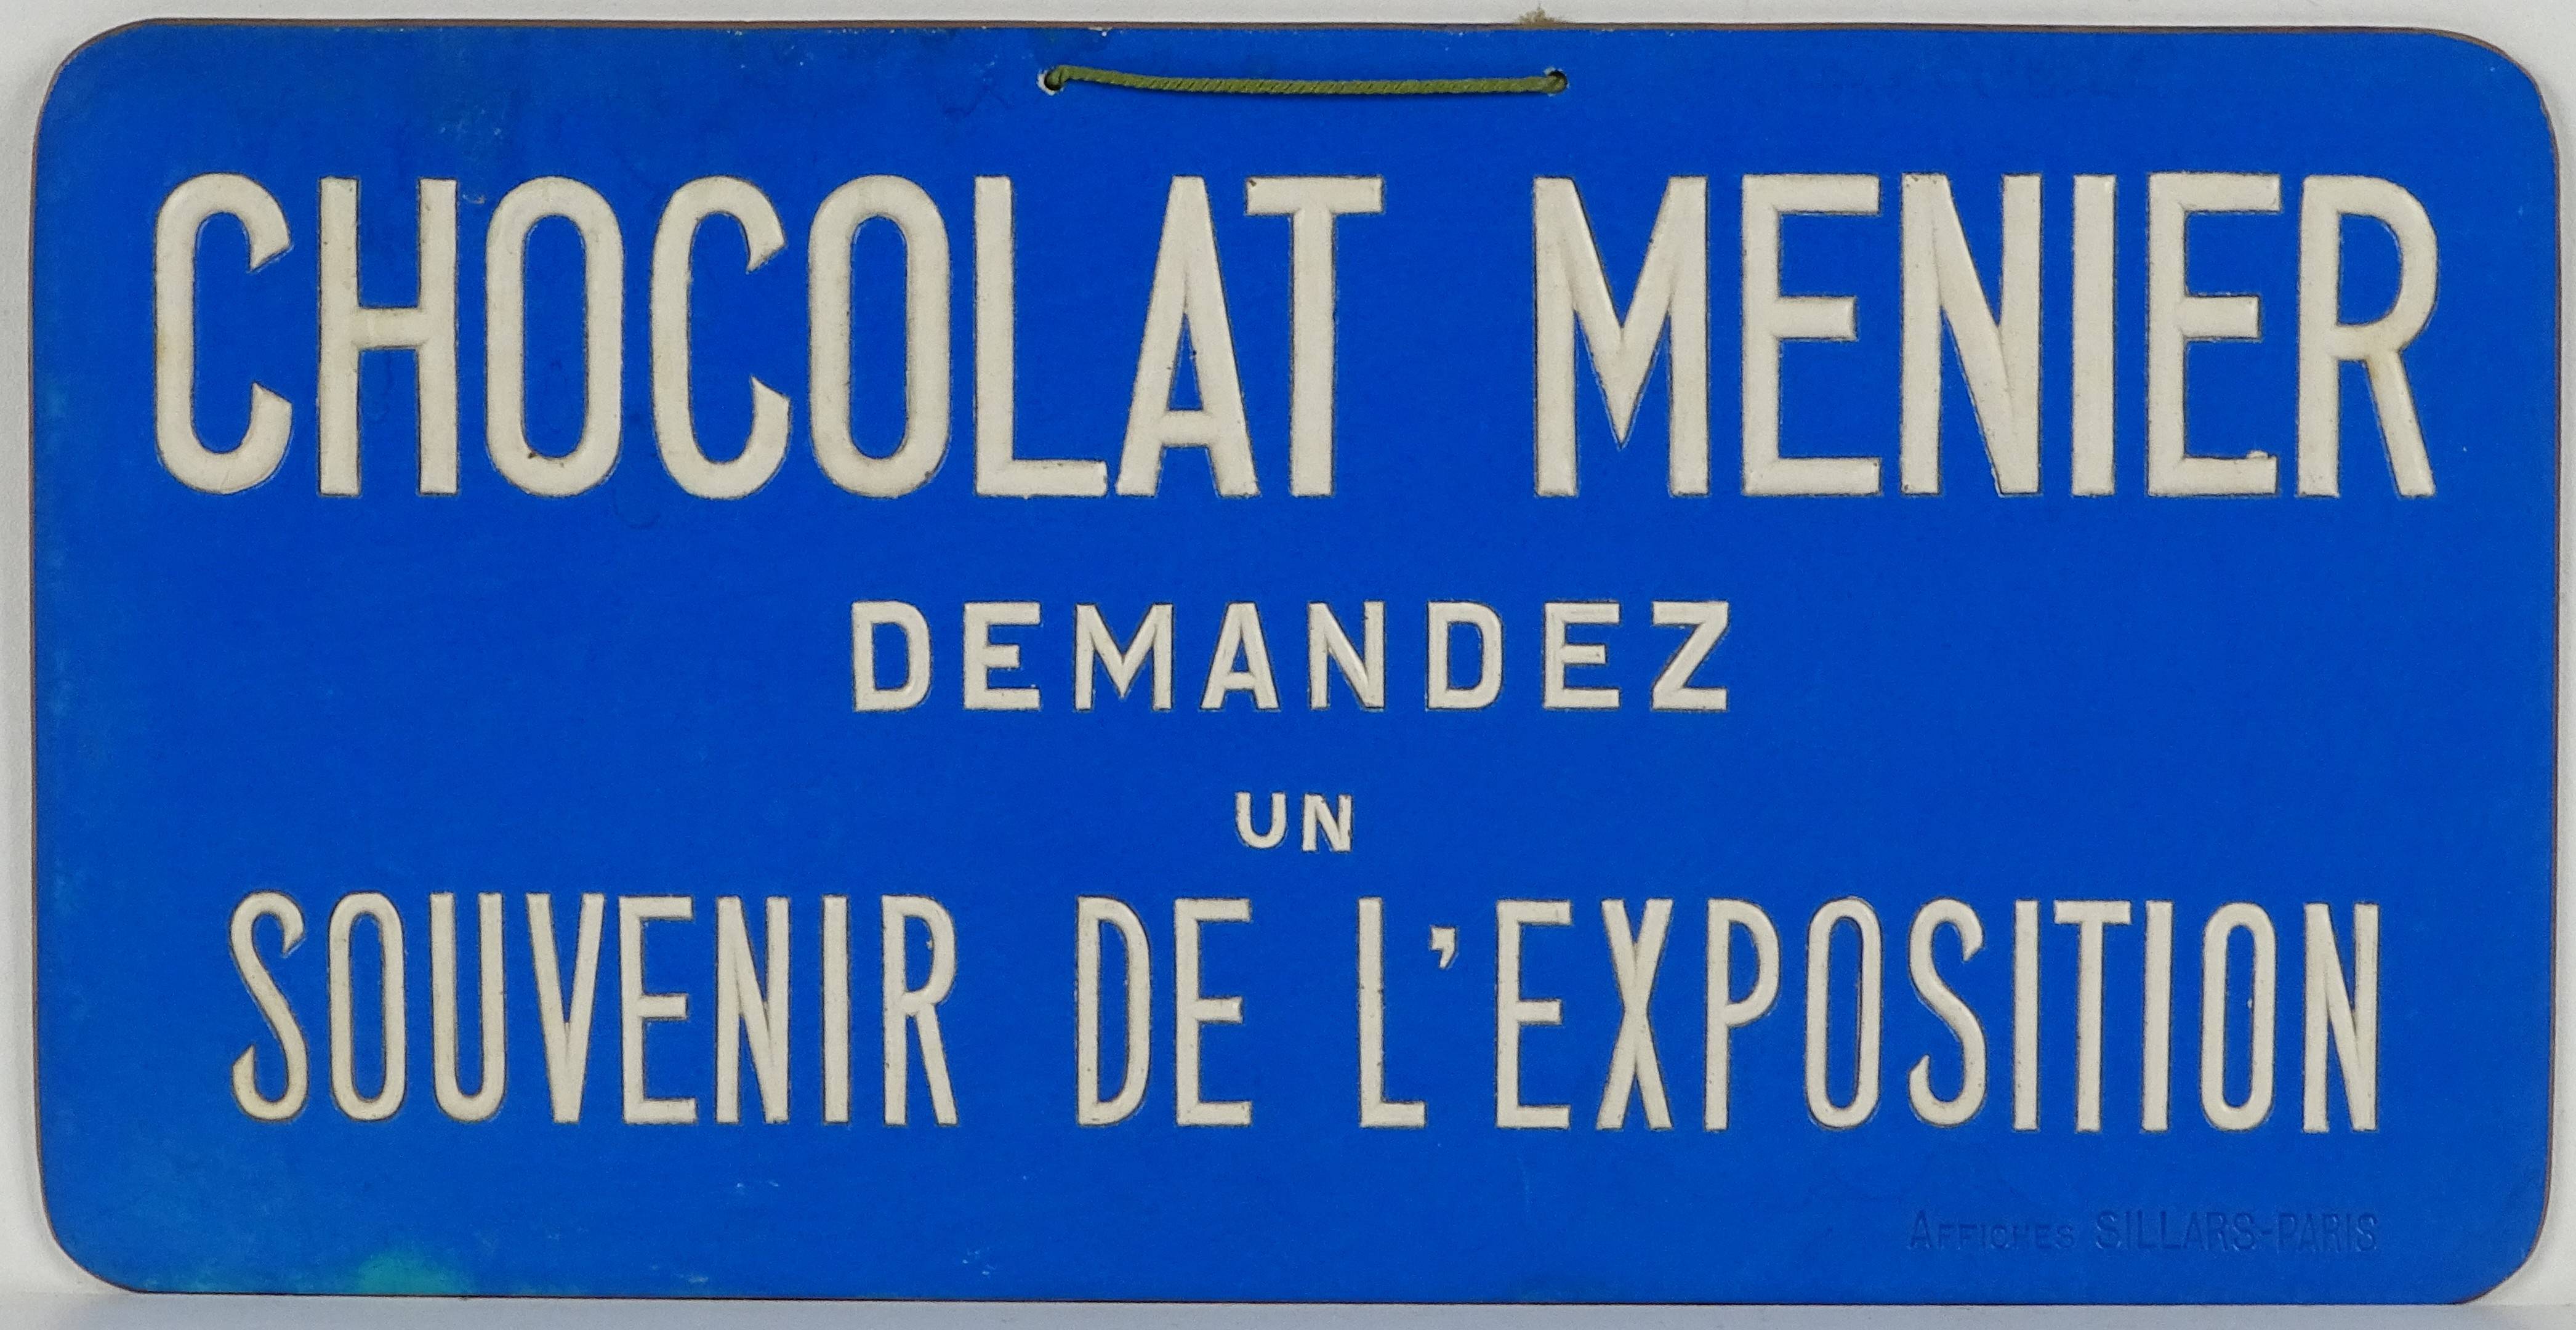 CHOCOLAT MENIER
DEMANDEZ
UN
SOUVENIR DE L'EXPOSITION
AFFICHES SILLARS-PARIS